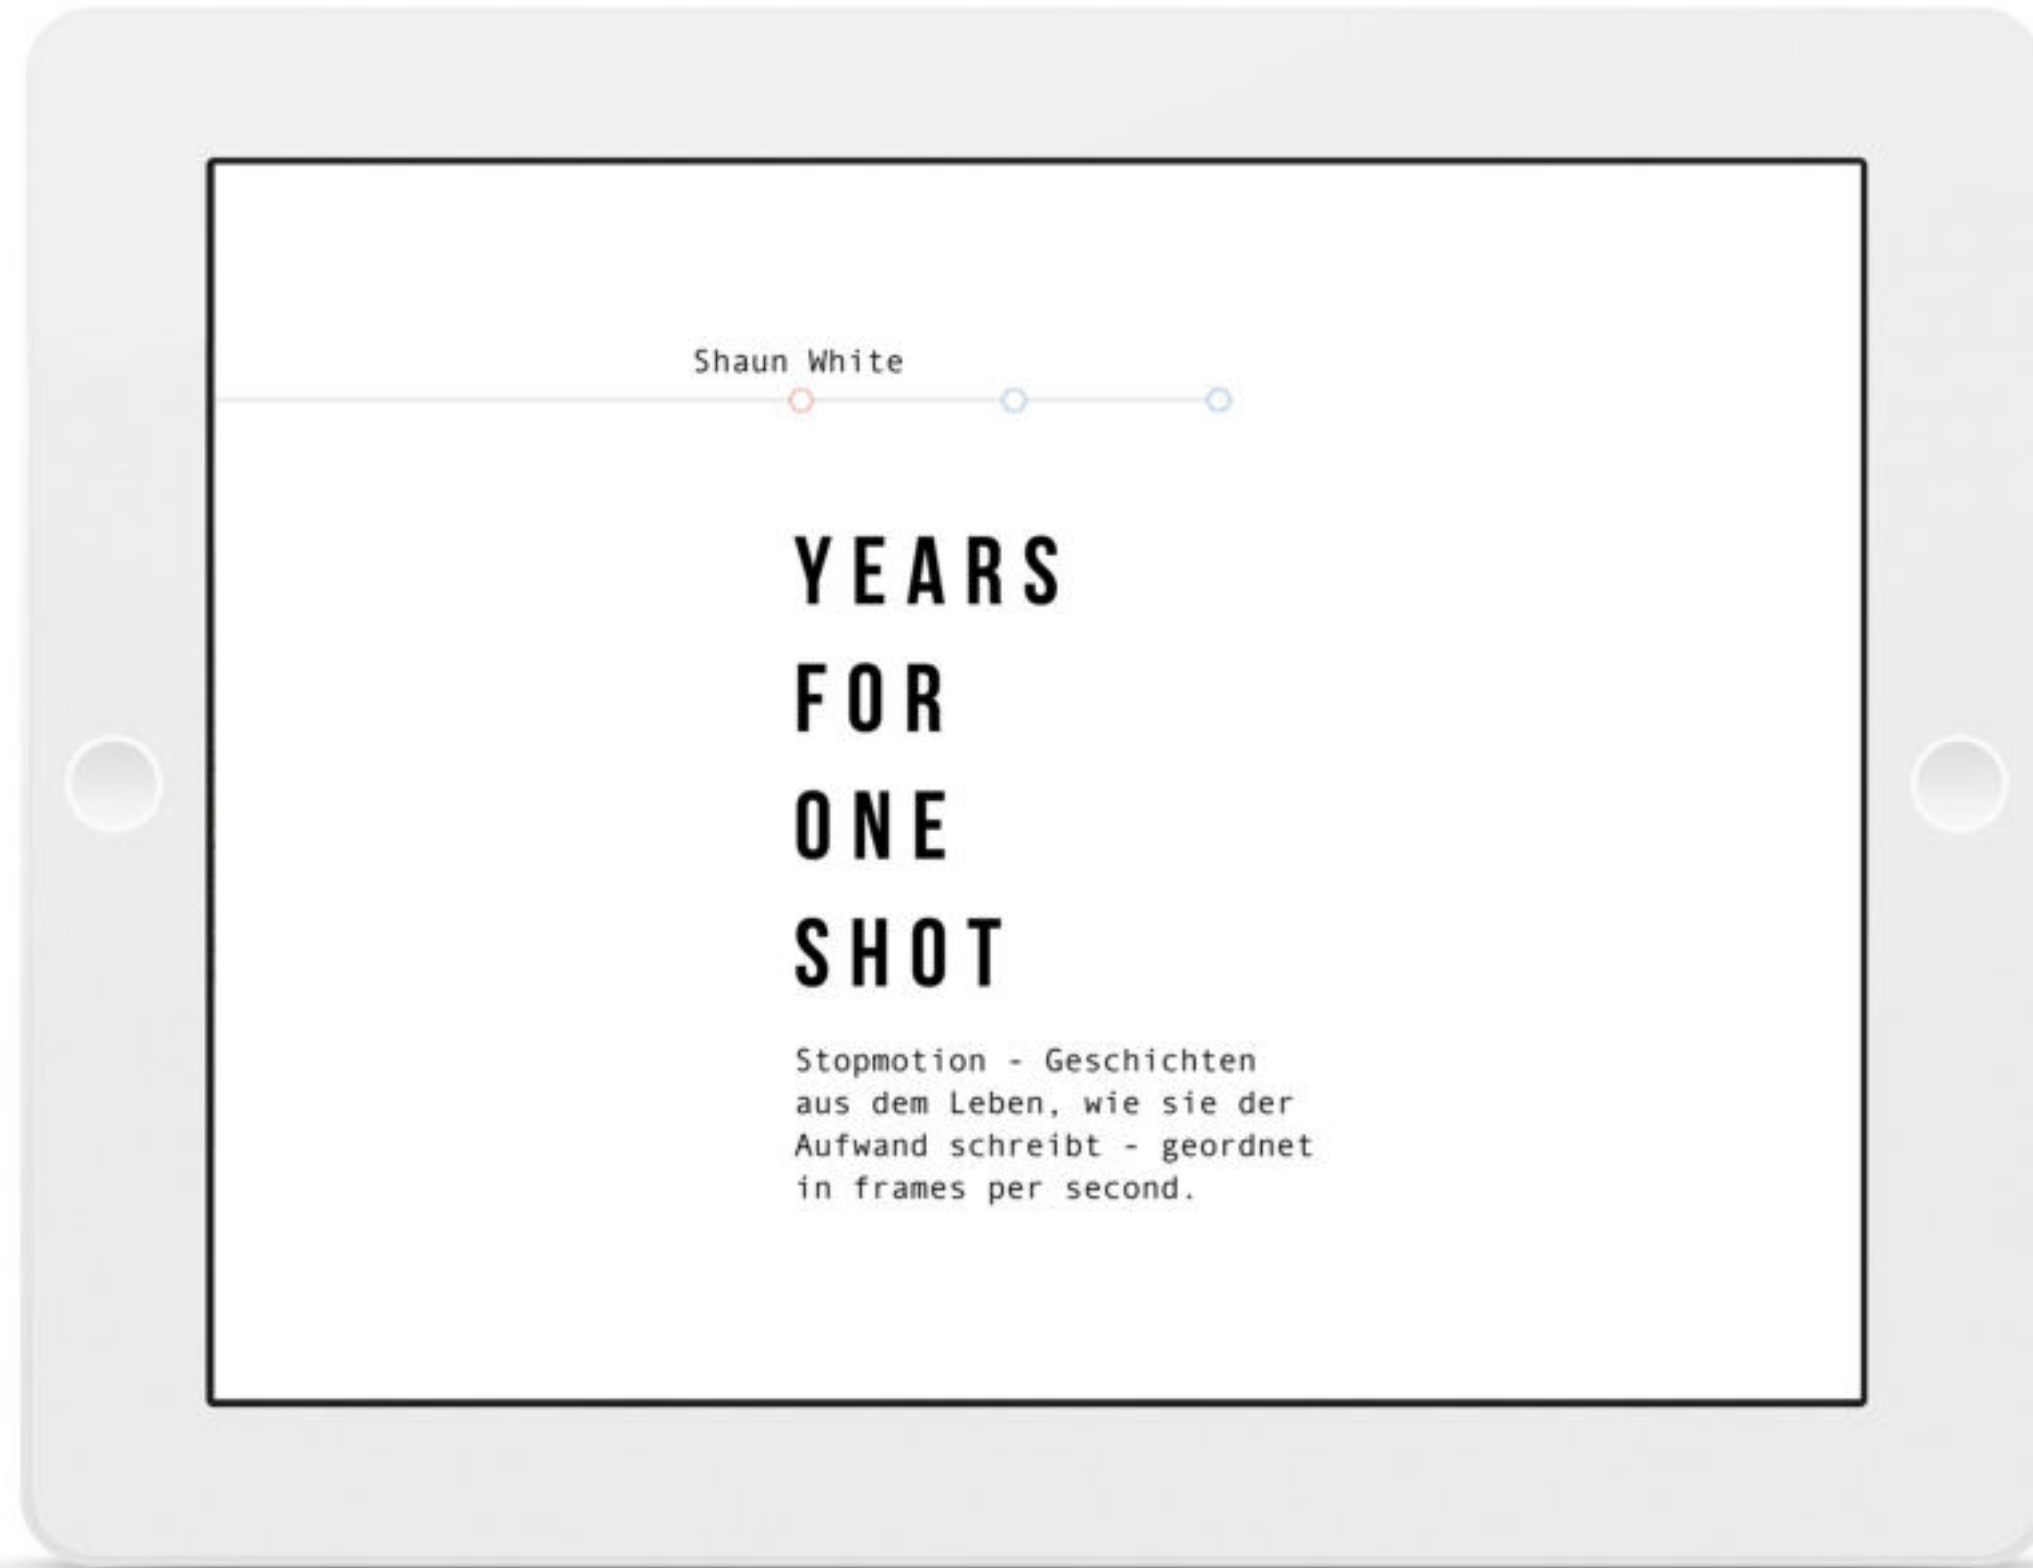 Shaun White
YEARS
FOR
ONE
SHOT
Stopmotion - Geschichten
aus dem Leben, wie sie der
Aufwand schreibt - geordnet
in frames per second.